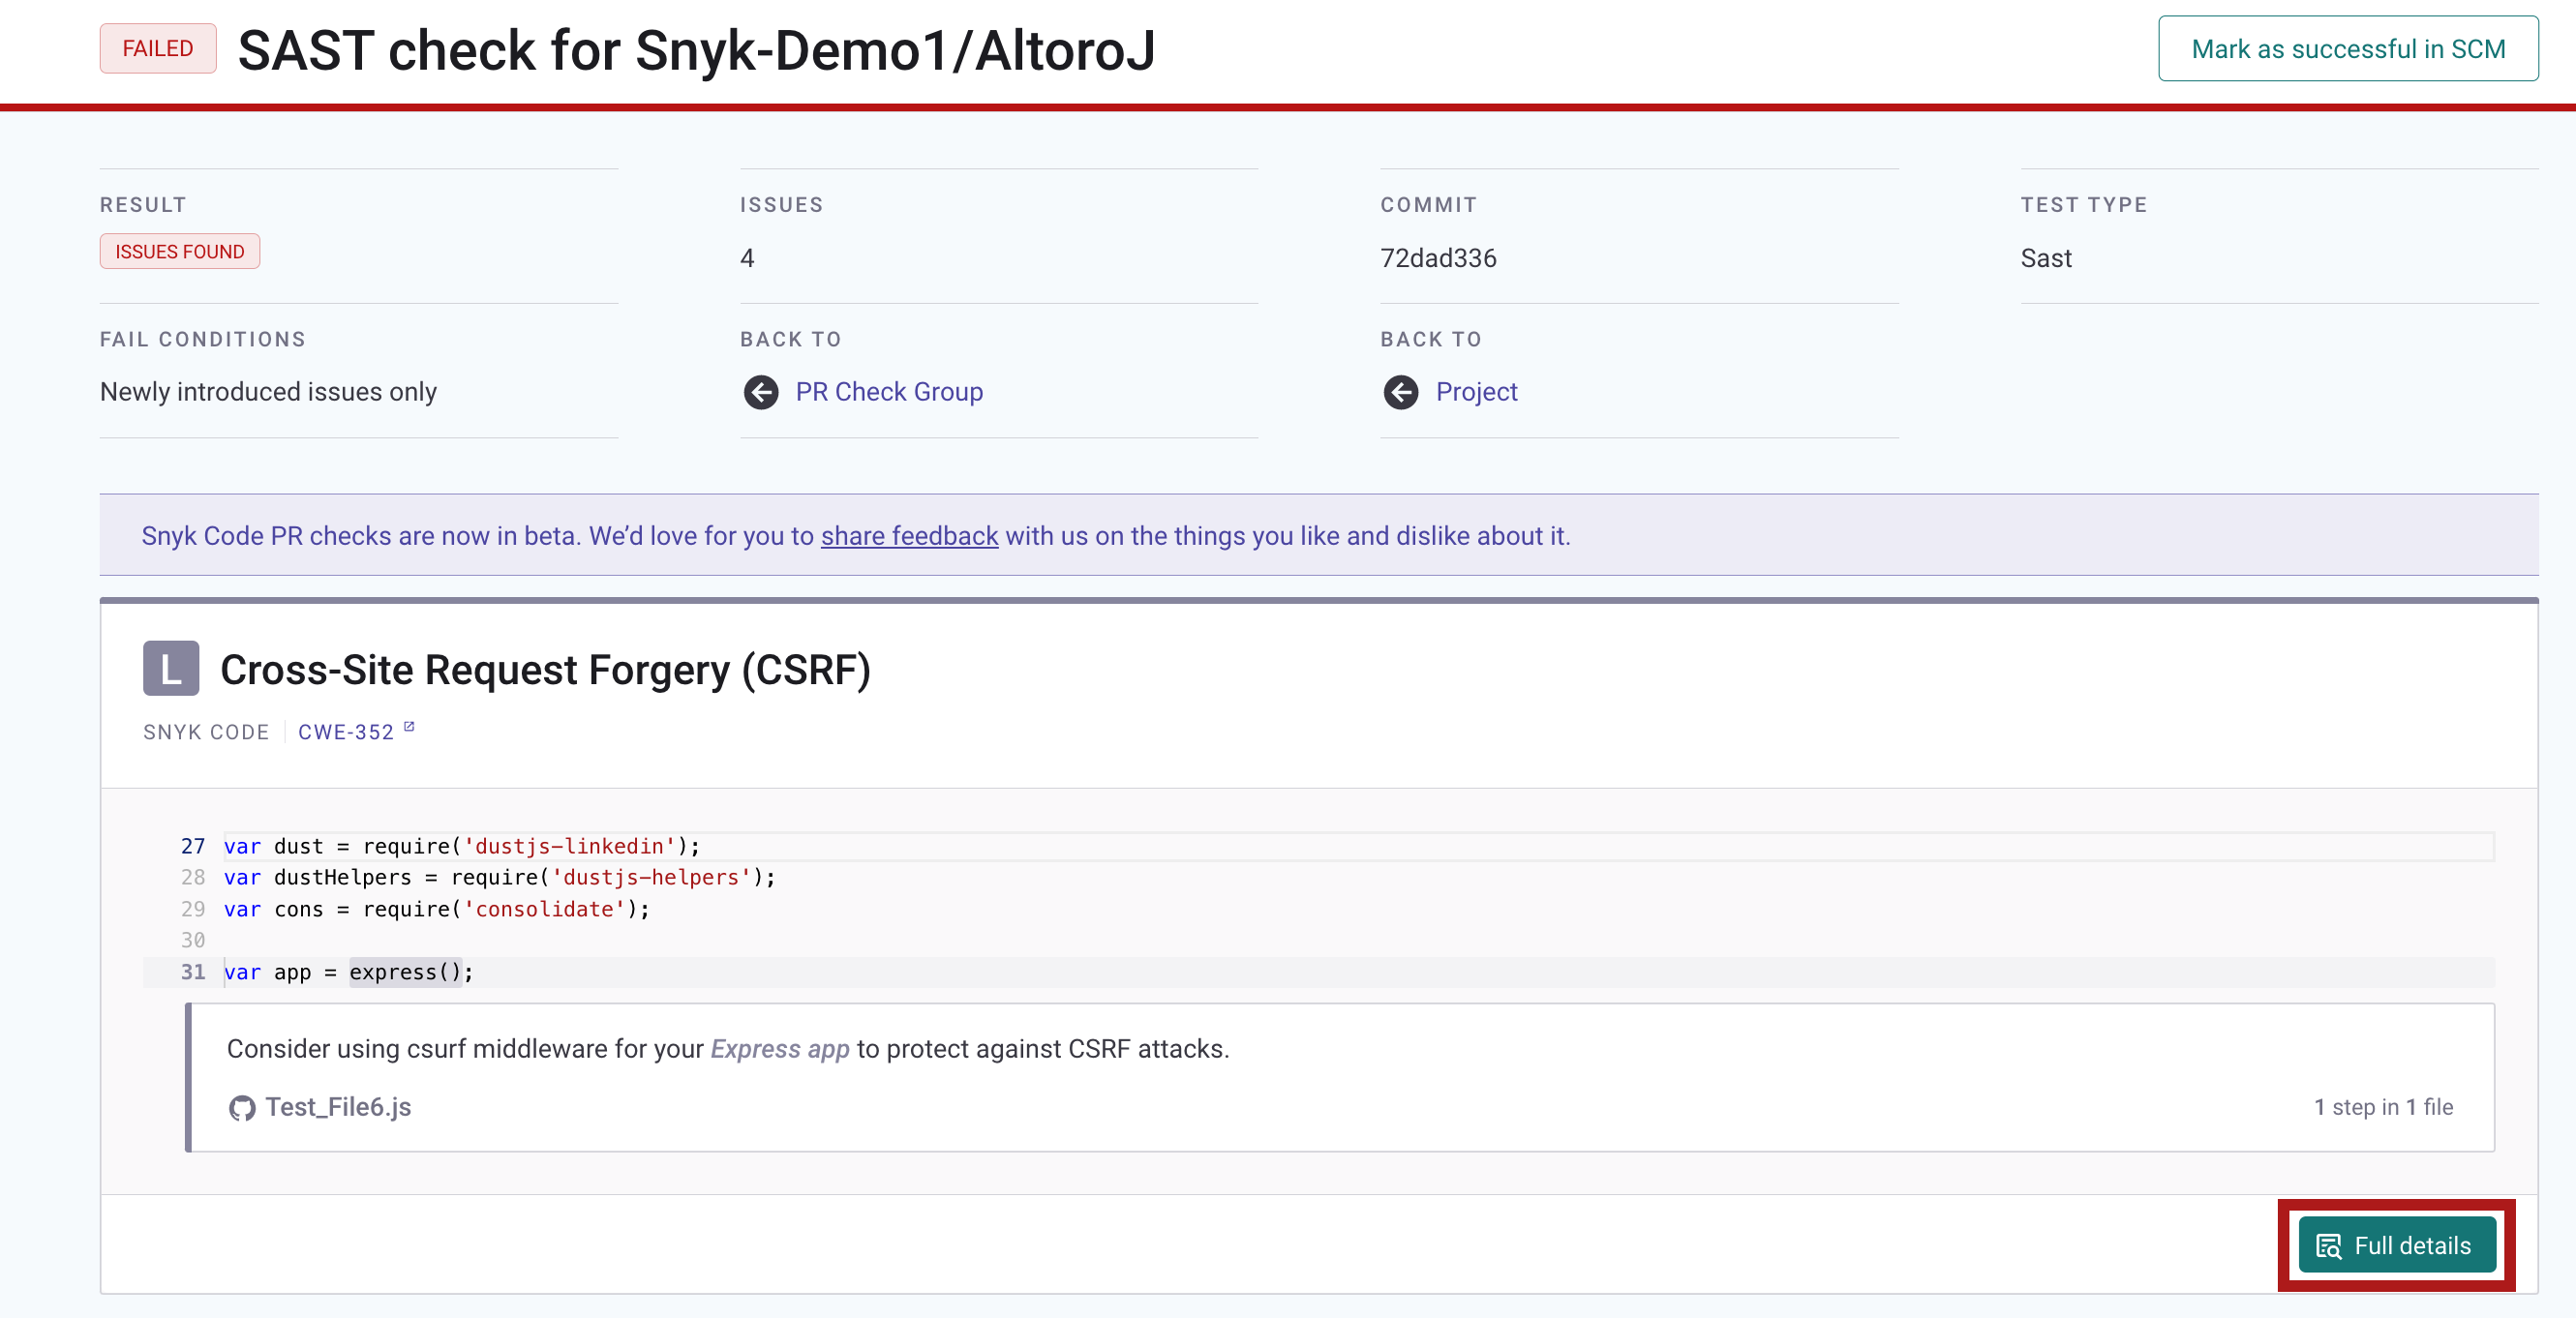 FAILED SAST check for Snyk-Demo1/AltoroJ Mark as successful in SCM
RESULT ISSUES COMMIT TEST TYPE
ISSUES FOUND 4 72dad336 Sast
FAIL CONDITIONS BACK TO BACK TO
Newly introduced issues only PR Check Group Project
Snyk Code PR checks are now in beta. We’d love for you to share feedback with us on the things you like and dislike about it.
L Cross-Site Request Forgery (CSRF)
SNYK CODE CWE-352
27 var dust = require('dustjs-linkedin');
28 var dustHelpers = require('dustjs-helpers');
29 var cons = require('consolidate');
30
31 var app = express();
Consider using csurf middleware for your Express app to protect against CSRF attacks.
Test_File6.js 1 step in 1 file
Full details